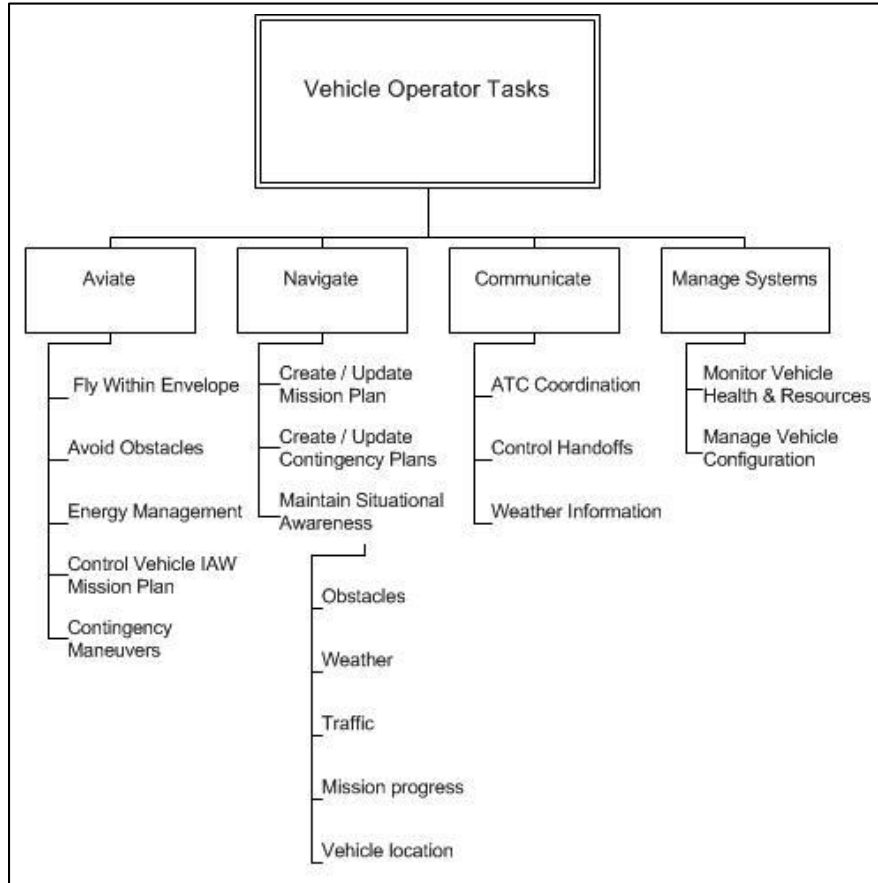 Vehicle Operator Tasks
Aviate
Navigate
Communicate
Manage Systems
Fly Within Envelope
Avoid Obstacles
Energy Management
Control Vehicle IAW
Mission Plan
Contingency
Maneuvers
Create / Update
Mission Plan
Create / Update
Contingency Plans
Maintain Situational
Awareness
Obstacles
Weather
Traffic
Mission progress
Vehicle location
ATC Coordination
Control Handoffs
Weather Information
Monitor Vehicle
Health & Resources
Manage Vehicle
Configuration